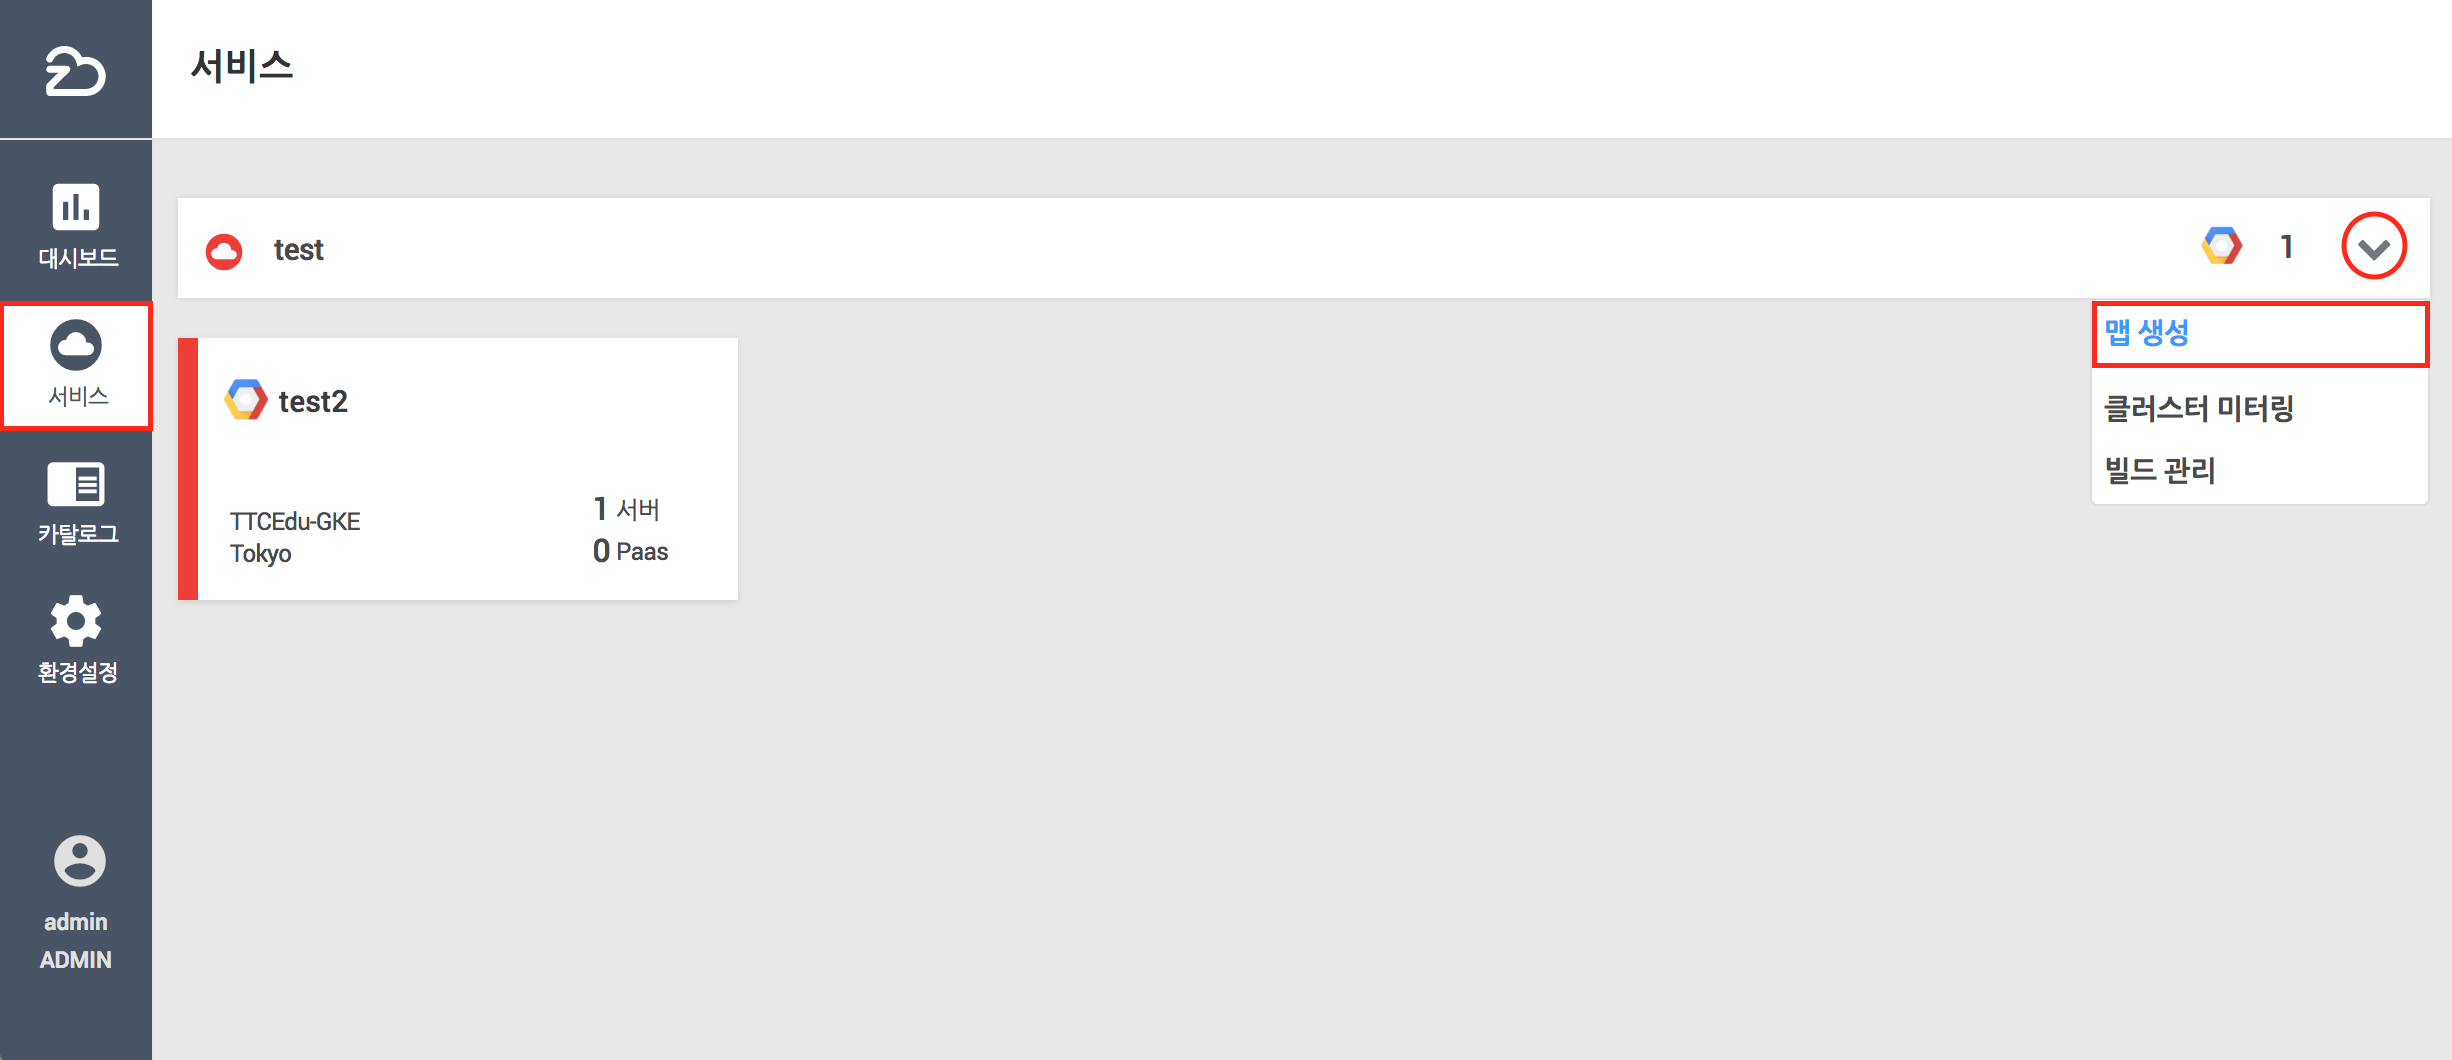 서비스
대시보드
서비스
카탈로그
환경설정
admin
ADMIN
test
1
맵 생성
클러스터 미터링
빌드 관리
test2
TTCEdu-GKE
Tokyo
1 서버
0 Paas